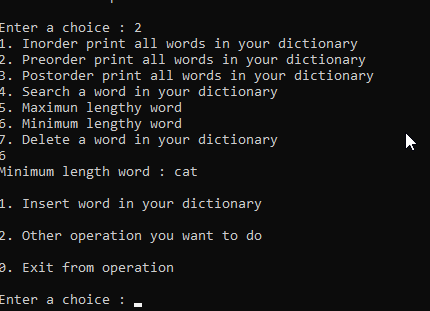 Enter a choice : 2
1. Inorder print all words in your dictionary
2. Preorder print all words in your dictionary
3. Postorder print all words in your dictionary
4. Search a word in your dictionary
5. Maximun lengthy word
6. Minimum lengthy word
7. Delete a word in your dictionary
6
Minimum length word : cat
1. Insert word in your dictionary
2. Other operation you want to do
0. Exit from operation
Enter a choice :